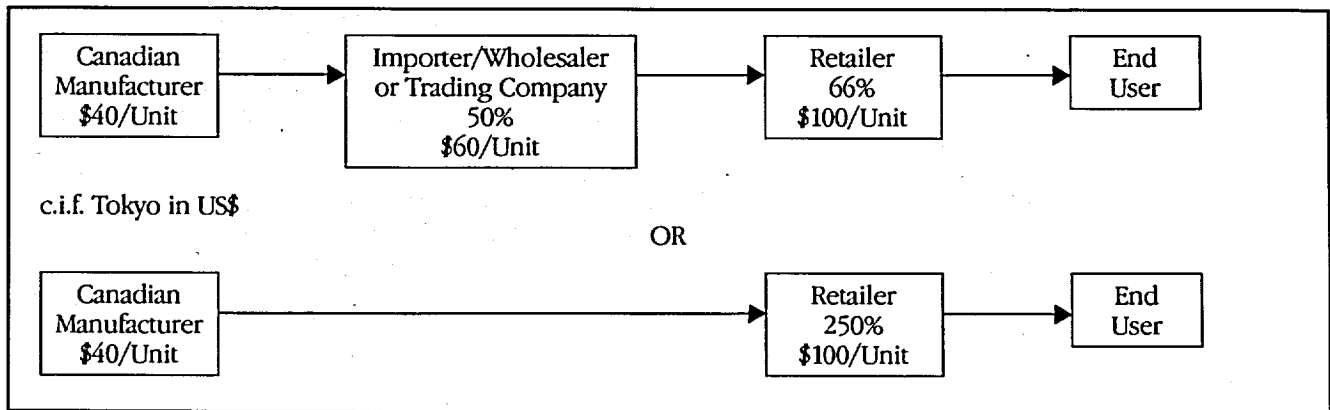 Canadian
Manufacturer
$40/Unit
Importer/Wholesaler
or Trading Company
50%
$60/Unit
Retailer
66%
$100/Unit
End
User
c.i.f. Tokyo in US$
OR
Canadian
Manufacturer
$40/Unit
Retailer
250%
$100/Unit
End
User